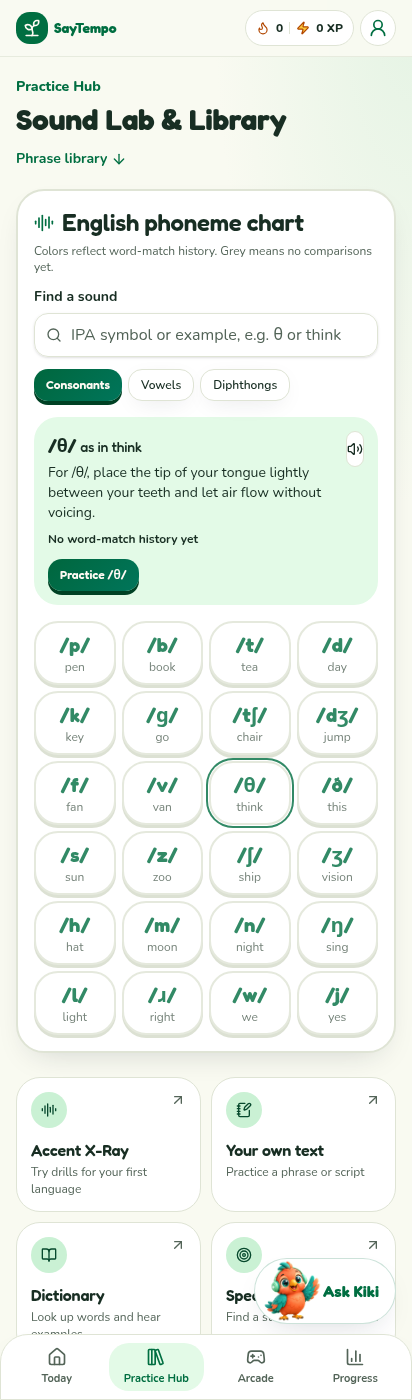 SayTempo
0
0 XP
Practice Hub
Sound Lab & Library
Phrase library ↓
English phoneme chart
Colors reflect word-match history. Grey means no comparisons
yet.
Find a sound
IPA symbol or example, e.g. θ or think
Consonants
Vowels
Diphthongs
/θ/ as in think
For /θ/, place the tip of your tongue lightly
between your teeth and let air flow without
voicing.
No word-match history yet
Practice /θ/
/p/ /b/ /t/ /d/
pen book tea day
/k/ /g/ /tʃ/ /dʒ/
key go chair jump
/f/ /v/ /θ/ /ð/
fan van think this
/s/ /z/ /ʃ/ /ʒ/
sun zoo ship vision
/h/ /m/ /n/ /ŋ/
hat moon night sing
/l/ /ɹ/ /w/ /j/
light right we yes
Accent X-Ray
Try drills for your first
language
Your own text
Practice a phrase or script
Dictionary
Look up words and hear
examples
Find a
Ask Kiki
Today
Practice Hub
Arcade
Progress